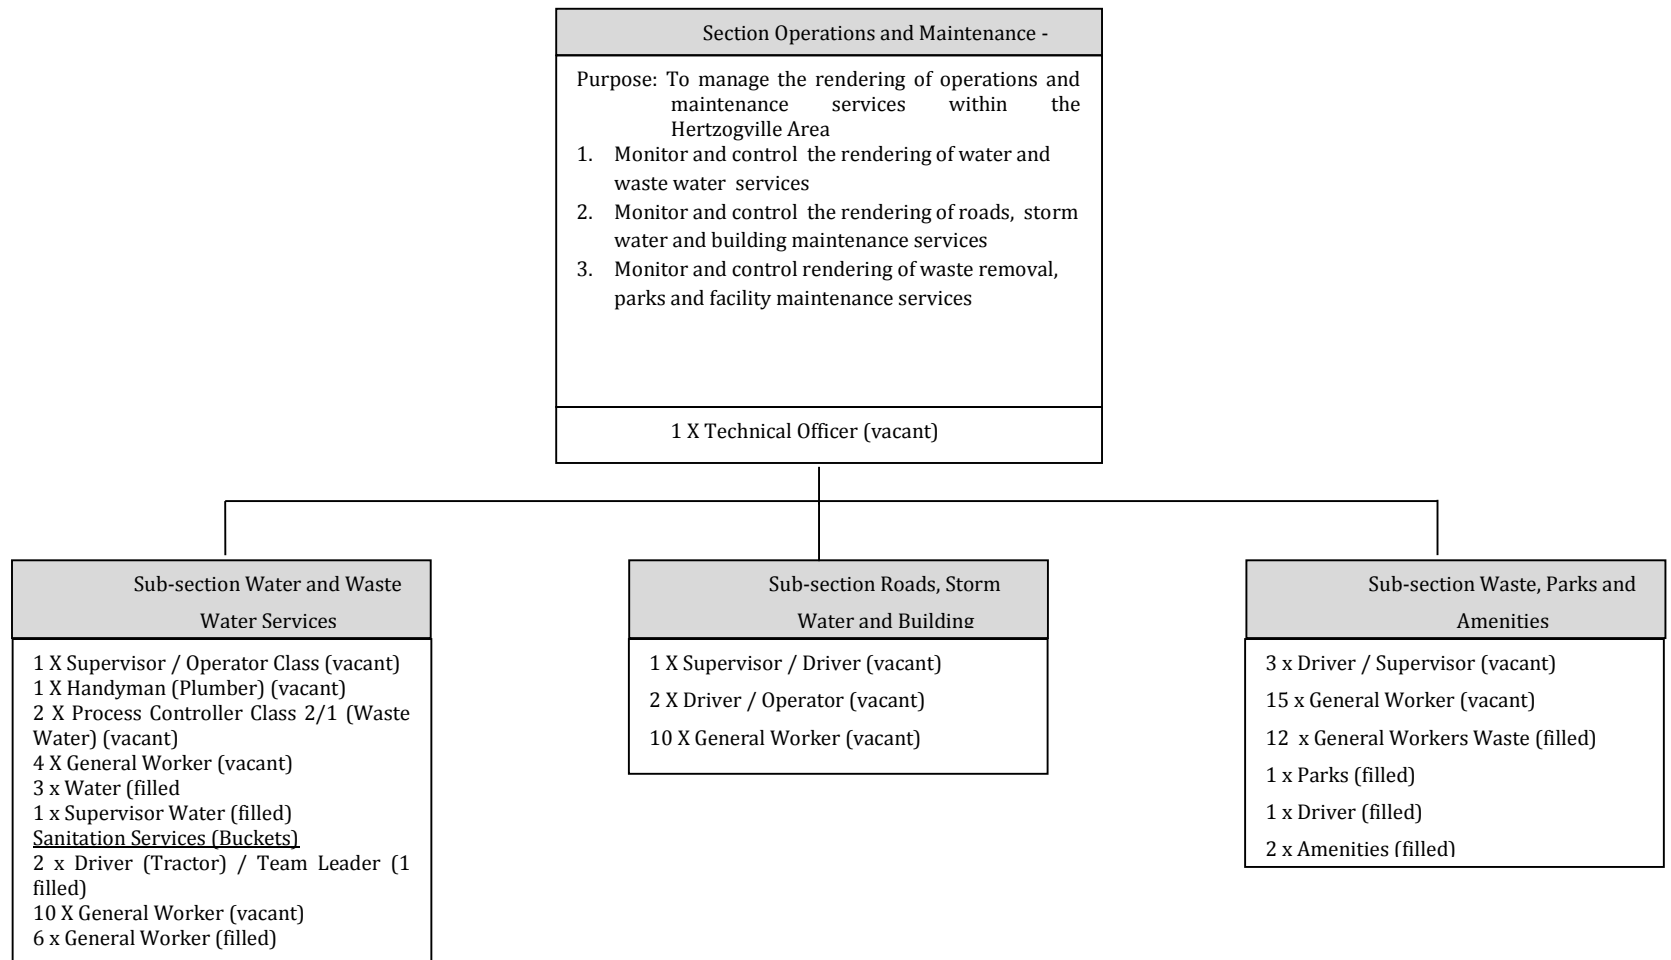 Section Operations and Maintenance -
Purpose: To manage the rendering of operations and
maintenance services within the
Hertzogville Area
1. Monitor and control the rendering of water and
waste water services
2. Monitor and control the rendering of roads, storm
water and building maintenance services
3. Monitor and control rendering of waste removal,
parks and facility maintenance services
1 X Technical Officer (vacant)
Sub-section Water and Waste
Water Services
1 X Supervisor / Operator Class (vacant)
1 X Handyman (Plumber) (vacant)
2 X Process Controller Class 2/1 (Waste
Water) (vacant)
4 X General Worker (vacant)
3 x Water (filled
1 x Supervisor Water (filled)
Sanitation Services (Buckets)
2 x Driver (Tractor) / Team Leader (1
filled)
10 X General Worker (vacant)
6 x General Worker (filled)
Sub-section Roads, Storm
Water and Building
1 X Supervisor / Driver (vacant)
2 X Driver / Operator (vacant)
10 X General Worker (vacant)
Sub-section Waste, Parks and
Amenities
3 x Driver / Supervisor (vacant)
15 x General Worker (vacant)
12 x General Workers Waste (filled)
1 x Parks (filled)
1 x Driver (filled)
2 x Amenities (filled)